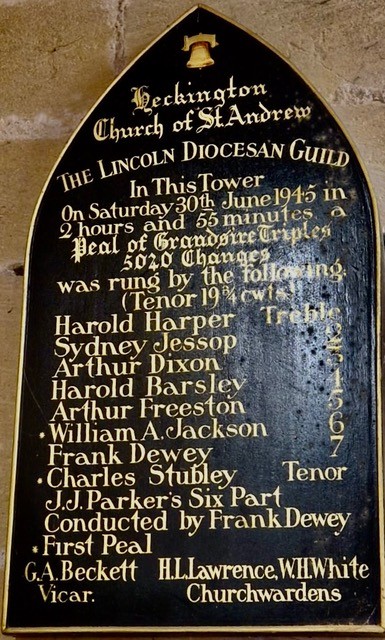 Heckington
Church of St. Andrew
THE LINCOLN DIOCESAN GUILD
In This Tower
On Saturday 30th June 1945 in
2 hours and 55 minutes a
Peal of Grandsire Triples
5020 Changes
was rung by the following.
(Tenor 19¾ cwts.)
Harold Harper Treble
Sydney Jessop 2
Arthur Dixon 3
Harold Barsley 4
Arthur Freeston 5
• William A. Jackson 6
Frank Dewey 7
• Charles Stubley Tenor
J.J. Parker's Six Part
Conducted by Frank Dewey
* First Peal
G.A. Beckett H.L. Lawrence, W.H. White
Vicar. Churchwardens